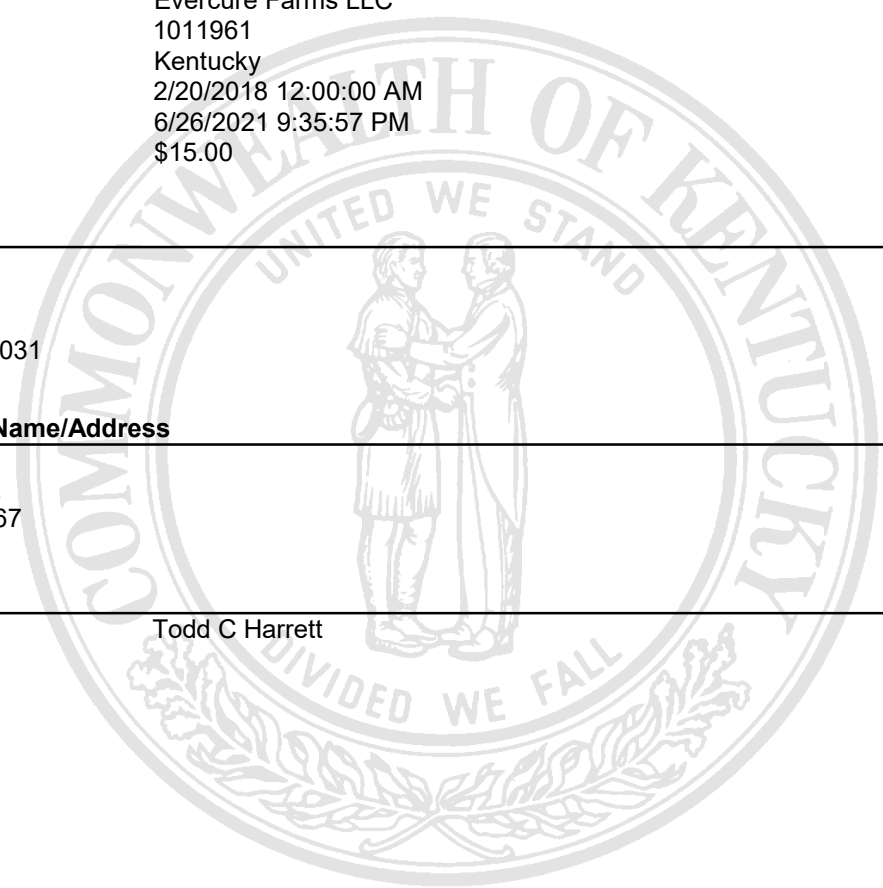 Evercure Farms LLC
1011961
Kentucky
2/20/2018 12:00:00 AM
6/26/2021 9:35:57 PM
$15.00
COMMONWEALTH OF KENTUCKY
UNITED WE STAND
031
Name/Address
67
Todd C Harrett
DIVIDED WE FALL